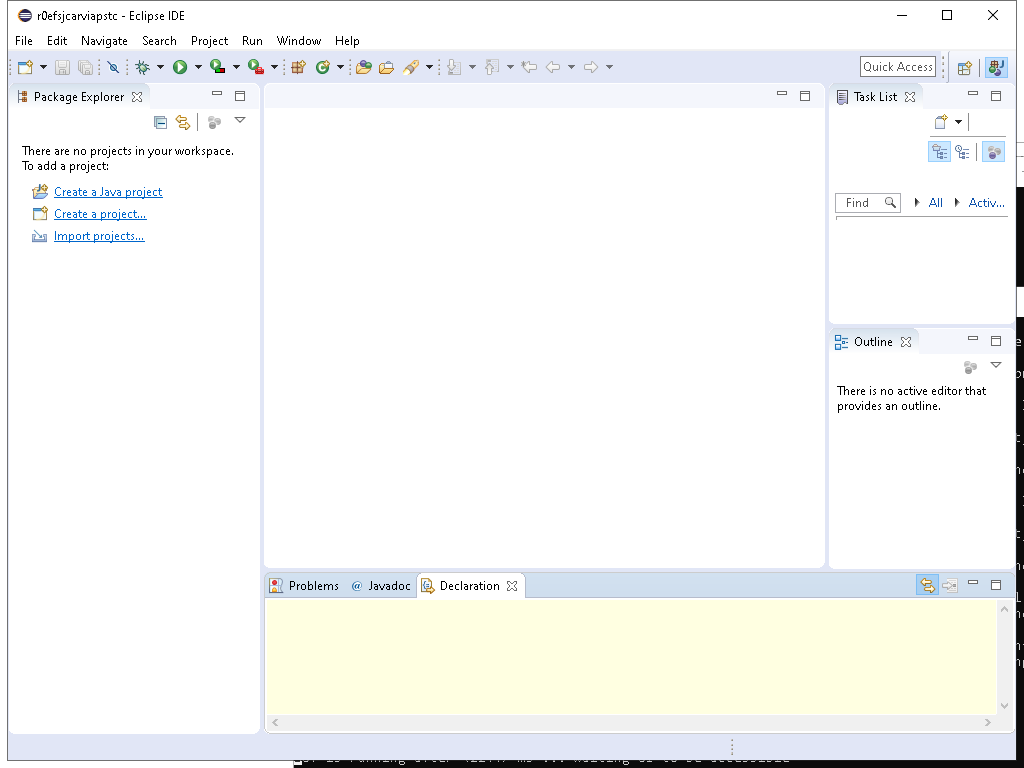 r0efsjcarviapstc - Eclipse IDE
File Edit Navigate Search Project Run Window Help
Quick Access
Package Explorer
Task List
There are no projects in your workspace.
To add a project:
Create a Java project
Create a project...
Import projects...
Find
All
Activ...
Outline
There is no active editor that
provides an outline.
Problems
@ Javadoc
Declaration